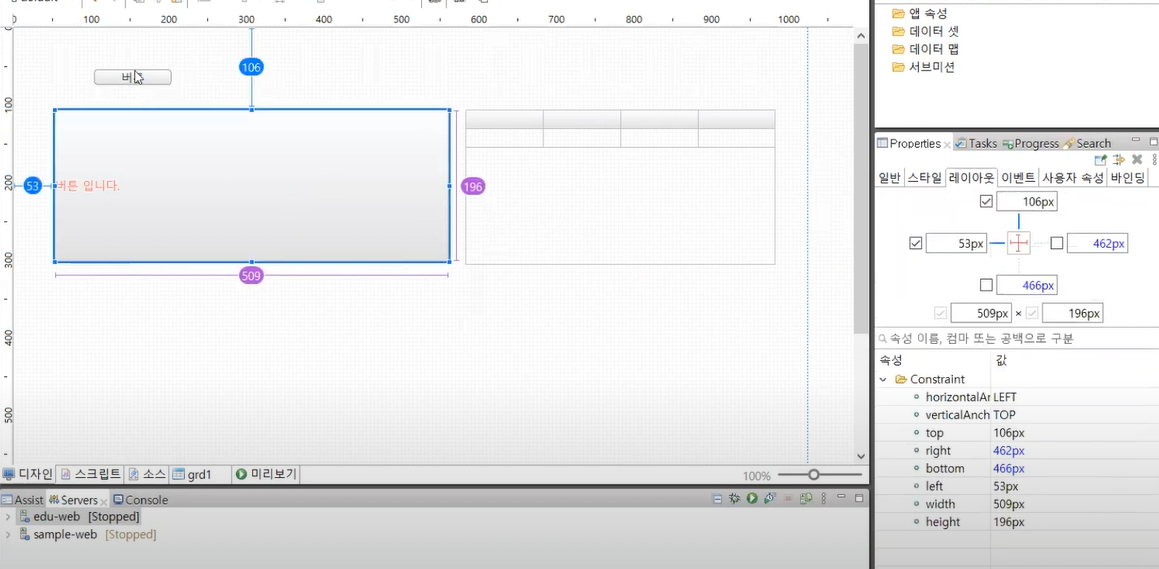 0 100 200 300 400 500 600 700 800 900 1000
0
100
200
300
400
500
106
53
버튼 입니다.
196
509
디자인 스크립트 소스 grd1 미리보기
100%
Assist Servers Console
edu-web [Stopped]
sample-web [Stopped]
앱 속성
데이터 셋
데이터 맵
서브미션
Properties Tasks Progress Search
일반 스타일 레이아웃 이벤트 사용자 속성 바인딩
106px
53px 462px
466px
509px × 196px
속성 이름, 컴마 또는 공백으로 구분
속성 값
Constraint
horizontalAr LEFT
verticalAnch TOP
top 106px
right 462px
bottom 466px
left 53px
width 509px
height 196px